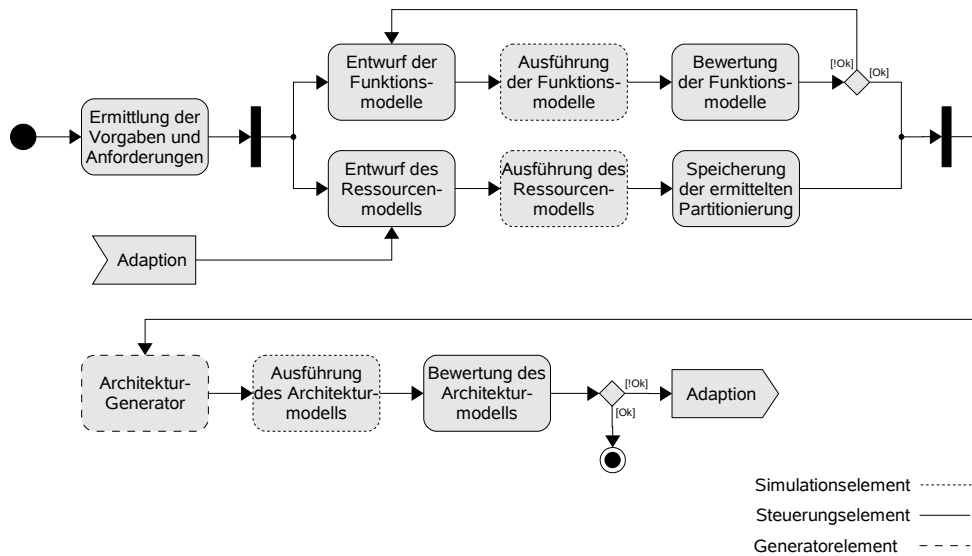 Ermittlung der
Vorgaben und
Anforderungen
Entwurf der
Funktions-
modelle
Ausführung
der Funktions-
modelle
Bewertung
der Funktions-
modelle
[!Ok]
[Ok]
Entwurf des
Ressourcen-
modells
Ausführung des
Ressourcen-
modells
Speicherung
der ermittelten
Partitionierung
Adaption
Architektur-
Generator
Ausführung
des Architektur-
modells
Bewertung des
Architektur-
modells
[!Ok]
[Ok]
Adaption
Simulationselement
Steuerungselement
Generatorelement